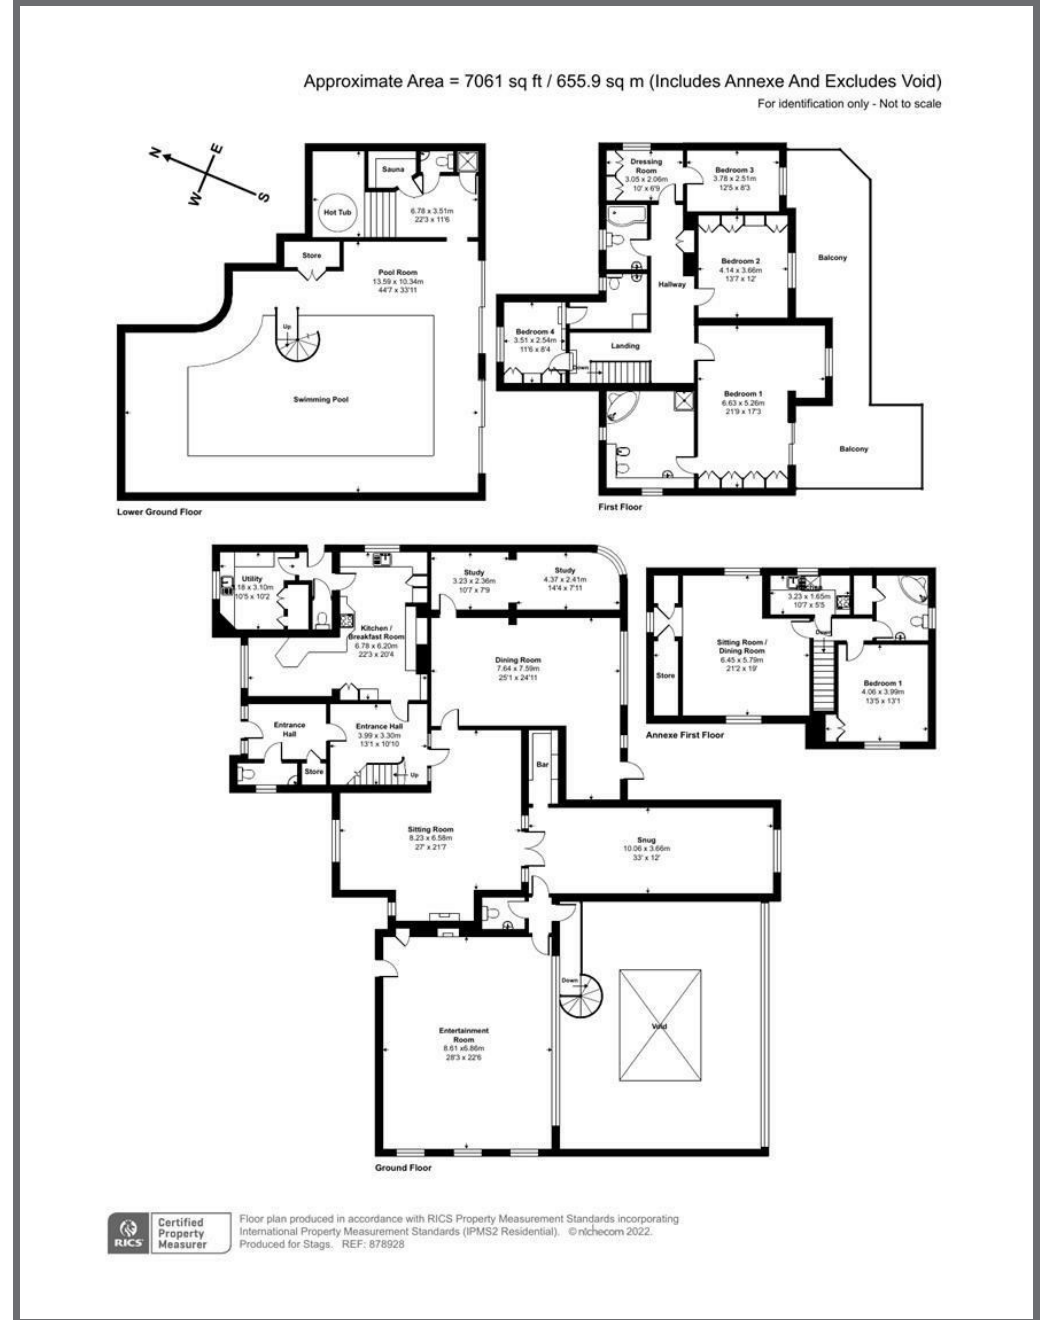 Approximate Area = 7061 sq ft / 655.9 sq m (Includes Annexe And Excludes Void)
For identification only - Not to scale
N
E
W
S
Sauna
Hot Tub
6.78 x 3.51m
22'3 x 11'6
Store
Pool Room
13.59 x 10.34m
44'7 x 33'11
Up
Swimming Pool
Lower Ground Floor
Dressing
Room
3.05 x 2.06m
10' x 6'9
Bedroom 3
3.78 x 2.51m
12'5 x 8'3
Bedroom 2
4.14 x 3.66m
13'7 x 12'
Balcony
Hallway
Bedroom 4
3.51 x 2.54m
11'6 x 8'4
Landing
Down
Bedroom 1
6.63 x 5.26m
21'9 x 17'3
Balcony
First Floor
Utility
18 x 3.10m
10'5 x 10'2
Study
3.23 x 2.36m
10'7 x 7'9
Study
4.37 x 2.41m
14'4 x 7'11
Kitchen /
Breakfast Room
6.78 x 6.20m
22'3 x 20'4
Dining Room
7.64 x 7.59m
25'1 x 24'11
Entrance
Hall
Entrance Hall
3.99 x 3.30m
13'1 x 10'10
Store
Up
Bar
Sitting Room
8.23 x 6.58m
27' x 21'7
Snug
10.06 x 3.66m
33' x 12'
Down
Void
Entertainment
Room
8.61 x6.86m
28'3 x 22'6
Ground Floor
3.23 x 1.65m
10'7 x 5'5
Down
Sitting Room /
Dining Room
6.45 x 5.79m
21'2 x 19'
Store
Bedroom 1
4.06 x 3.99m
13'5 x 13'1
Annexe First Floor
RICS
Certified
Property
Measurer
Floor plan produced in accordance with RICS Property Measurement Standards incorporating
International Property Measurement Standards (IPMS2 Residential). © nichecom 2022.
Produced for Stags. REF: 878928